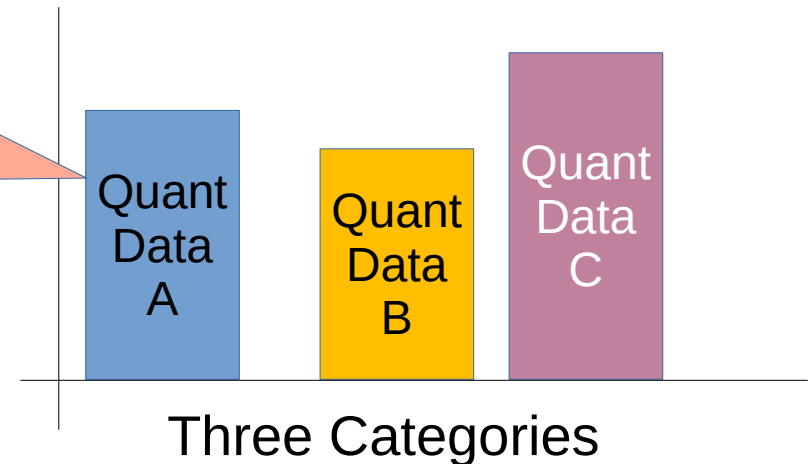 Quant
Data
A
Quant
Data
B
Quant
Data
C
Three Categories